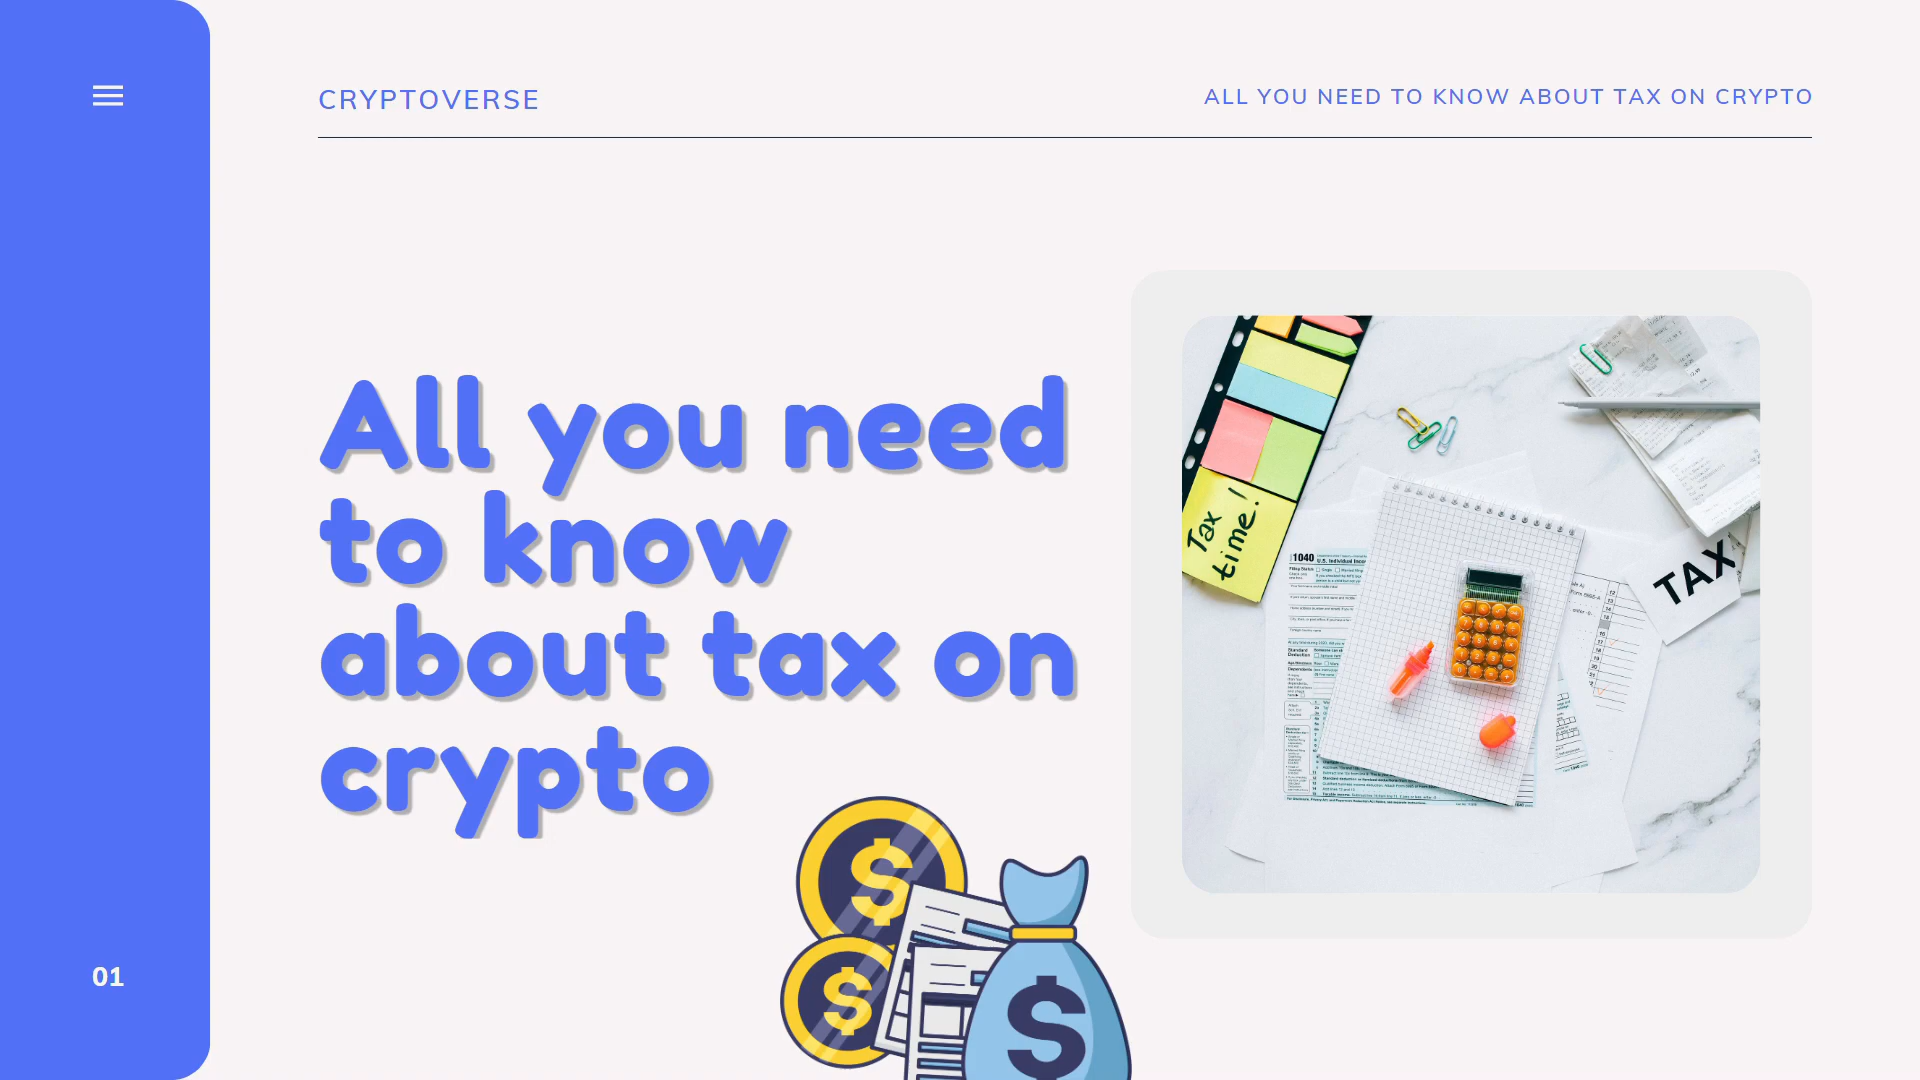 CRYPTOVERSE
ALL YOU NEED TO KNOW ABOUT TAX ON CRYPTO
All you need
to know
about tax on
crypto
Tax
time!
1040
U.S. Individual
TAX
$
$
$
01